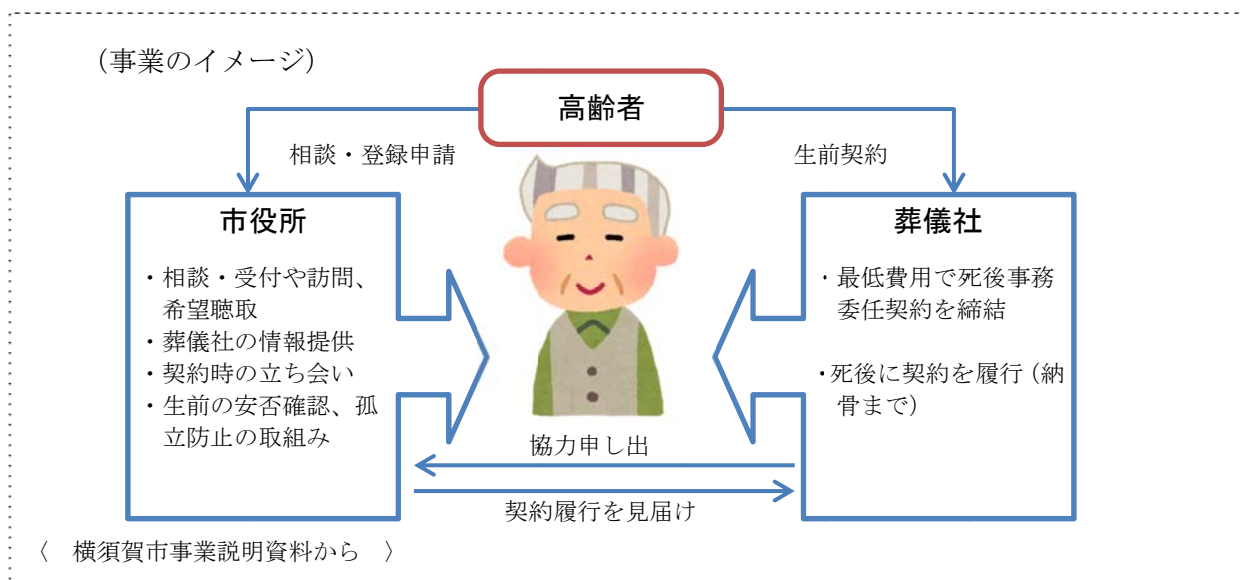 （事業のイメージ）
高齢者
相談・登録申請
生前契約
市役所
・相談・受付や訪問、
希望聴取
・葬儀社の情報提供
・契約時の立ち会い
・生前の安否確認、孤
立防止の取組み
葬儀社
・最低費用で死後事務
委任契約を締結
・死後に契約を履行（納
骨まで）
協力申し出
契約履行を見届け
〈　横須賀市事業説明資料から　〉